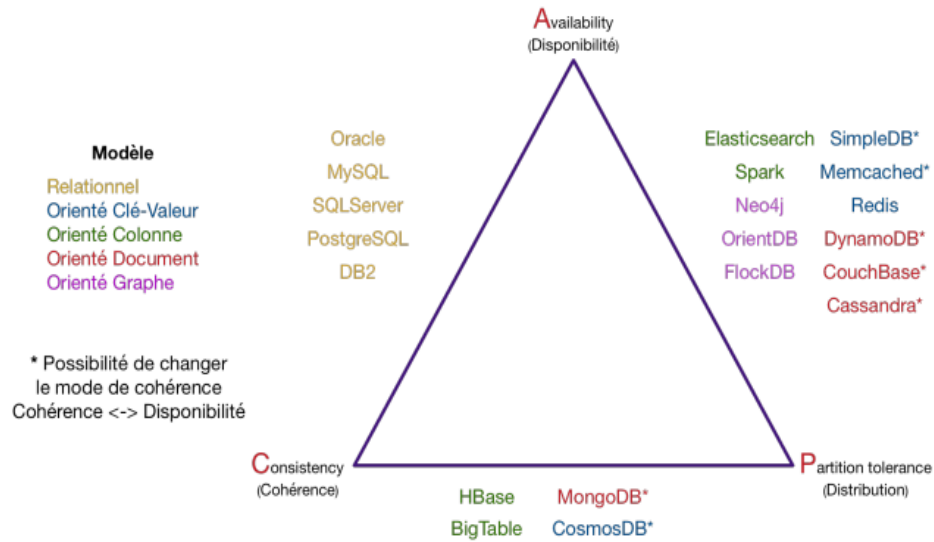 Availability
(Disponibilité)
Modèle
Relationnel
Orienté Clé-Valeur
Orienté Colonne
Orienté Document
Orienté Graphe
* Possibilité de changer
le mode de cohérence
Cohérence <-> Disponibilité
Oracle
MySQL
SQLServer
PostgreSQL
DB2
Elasticsearch SimpleDB*
Spark Memcached*
Neo4j Redis
OrientDB DynamoDB*
FlockDB CouchBase*
Cassandra*
Consistency
(Cohérence)
Partition tolerance
(Distribution)
HBase MongoDB*
BigTable CosmosDB*